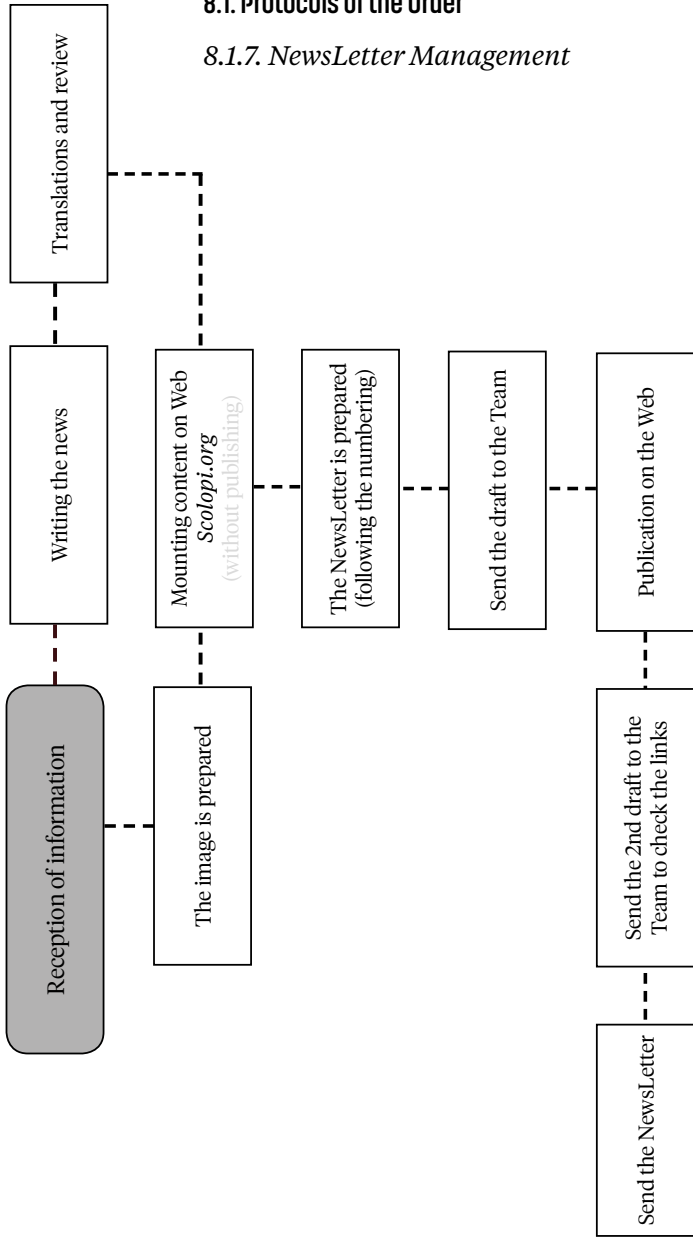 8.1. Protocols of the Order
8.1.7. NewsLetter Management
Reception of information
Writing the news
Translations and review
The image is prepared
Mounting content on Web
Scolopi.org
(without publishing)
The NewsLetter is prepared
(following the numbering)
Send the draft to the Team
Publication on the Web
Send the 2nd draft to the
Team to check the links
Send the NewsLetter